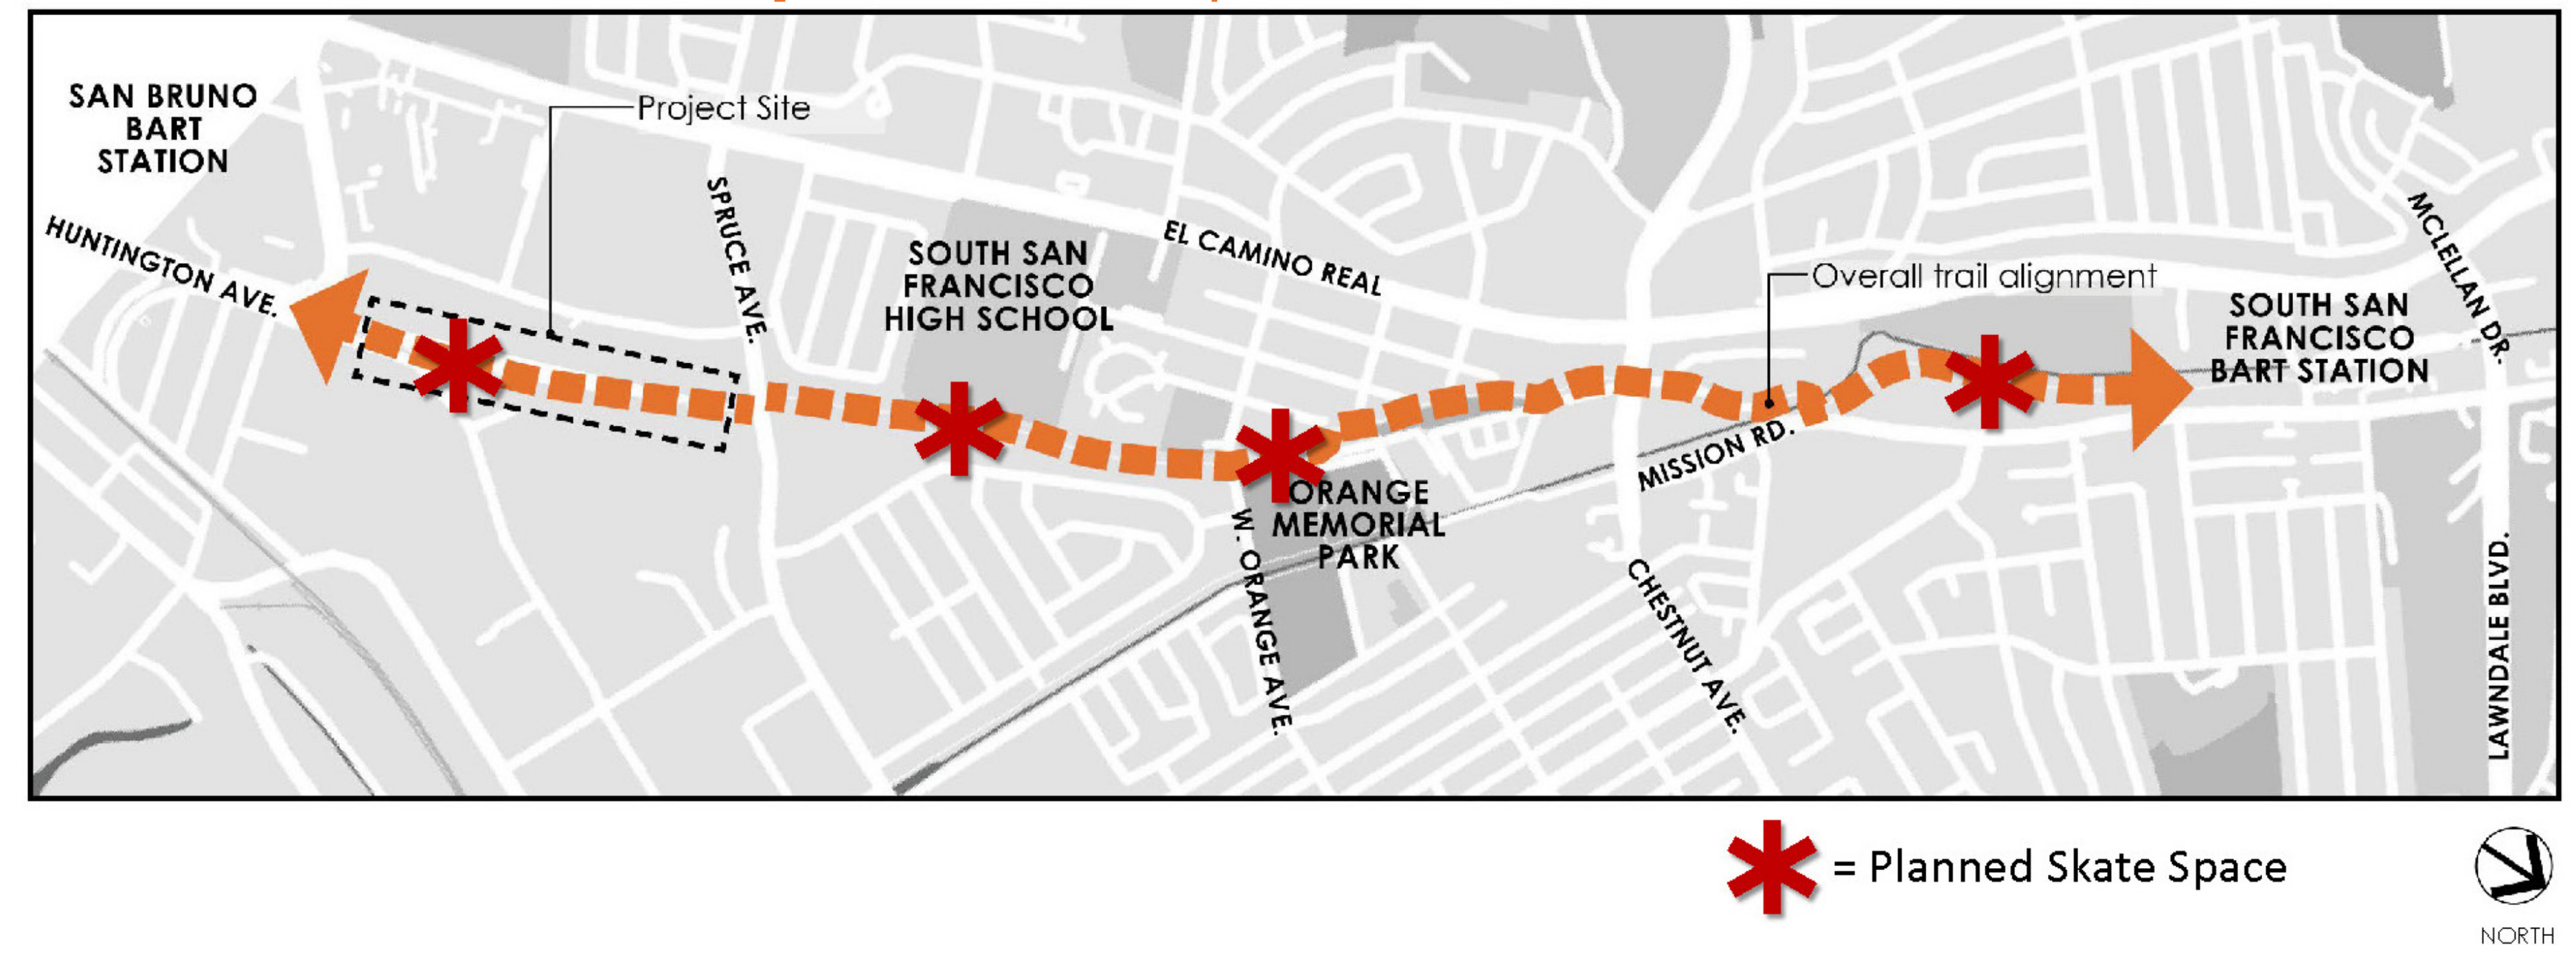 SAN BRUNO
BART
STATION
Project Site
HUNTINGTON AVE.
SPRUCE AVE.
SOUTH SAN
FRANCISCO
HIGH SCHOOL
EL CAMINO REAL
Overall trail alignment
MCLELLAN DR.
SOUTH SAN
FRANCISCO
BART STATION
MISSION RD.
ORANGE
MEMORIAL
PARK
W. ORANGE AVE.
CHESTNUT AVE.
LAWNDALE BLVD.
= Planned Skate Space
NORTH